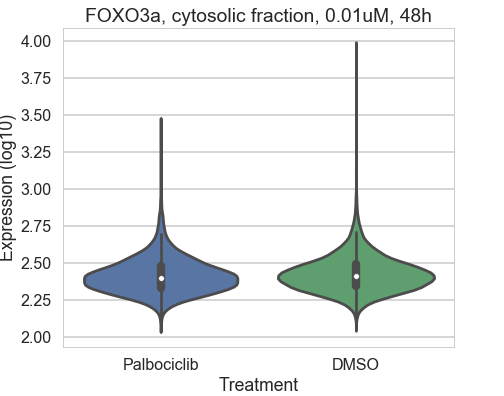 FOXO3a, cytosolic fraction, 0.01uM, 48h
4.00
3.75
3.50
3.25
3.00
2.75
2.50
2.25
2.00
Expression (log10)
Palbociclib
DMSO
Treatment